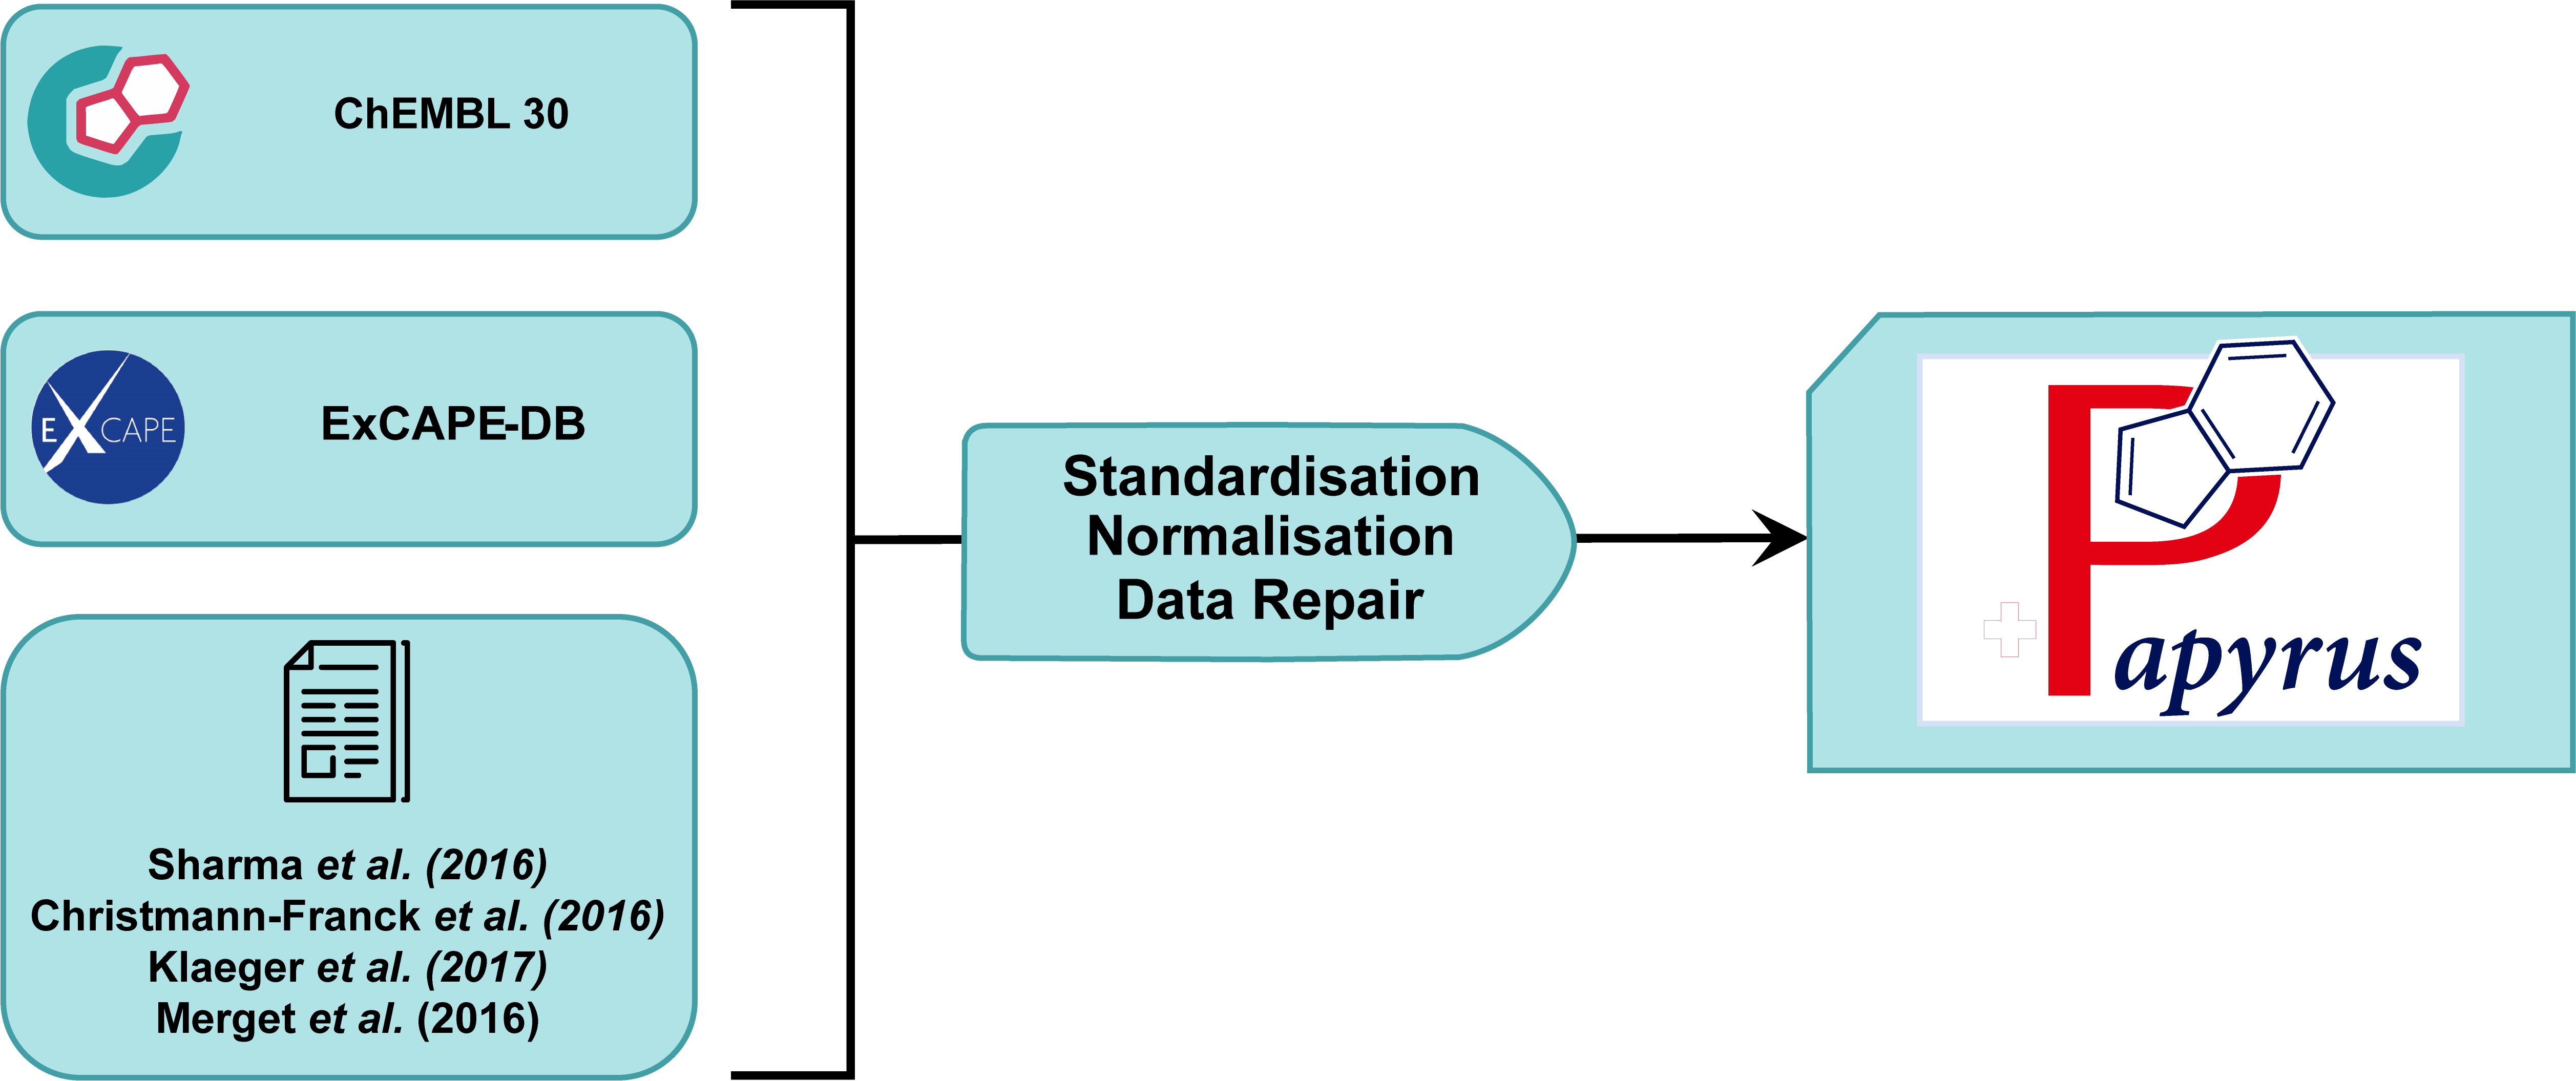 ChEMBL 30
EXCAPE
ExCAPE-DB
Sharma et al. (2016)
Christmann-Franck et al. (2016)
Klaeger et al. (2017)
Merget et al. (2016)
Standardisation
Normalisation
Data Repair
Papyrus